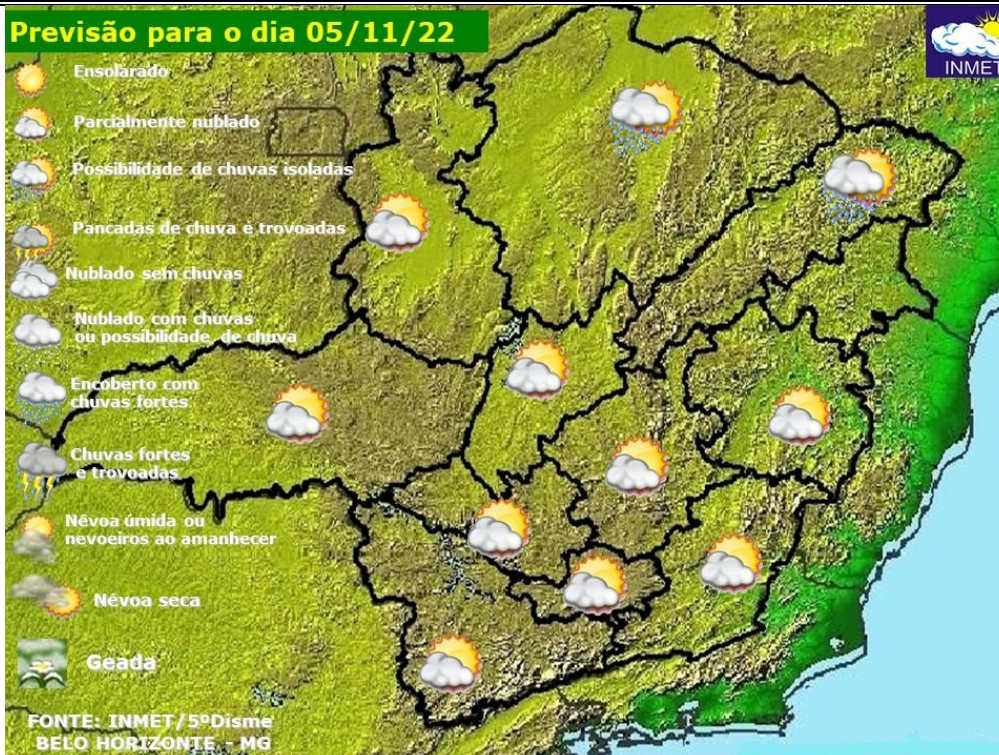 Previsão para o dia 05/11/22
INMET
Ensolarado
Parcialmente nublado
Possibilidade de chuvas isoladas
Pancadas de chuva e trovoadas
Nublado sem chuvas
Nublado com chuvas
ou possibilidade de chuva
Encoberto com
chuvas fortes
Chuvas fortes
e trovoadas
Névoa úmida ou
nevoeiros ao amanhecer
Névoa seca
Geada
FONTE: INMET/5ºDisme
BELO HORIZONTE - MG